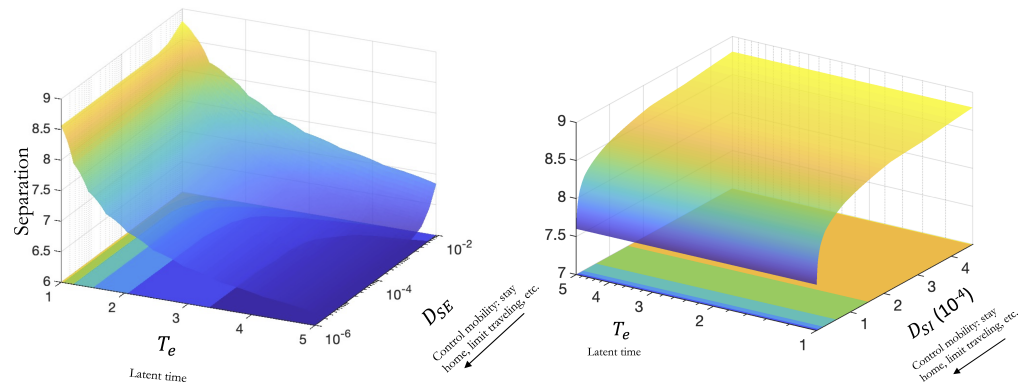 9
8.5
8
7.5
7
6.5
6
Separation
1
2
3
4
5
T_e
Latent time
10^-6
10^-4
10^-2
D_SE
Control mobility: stay
home, limit traveling, etc.
9
8.5
8
7.5
7
5
4
3
2
1
T_e
Latent time
1
2
3
4
D_SI (10^-4)
Control mobility: stay
home, limit traveling, etc.